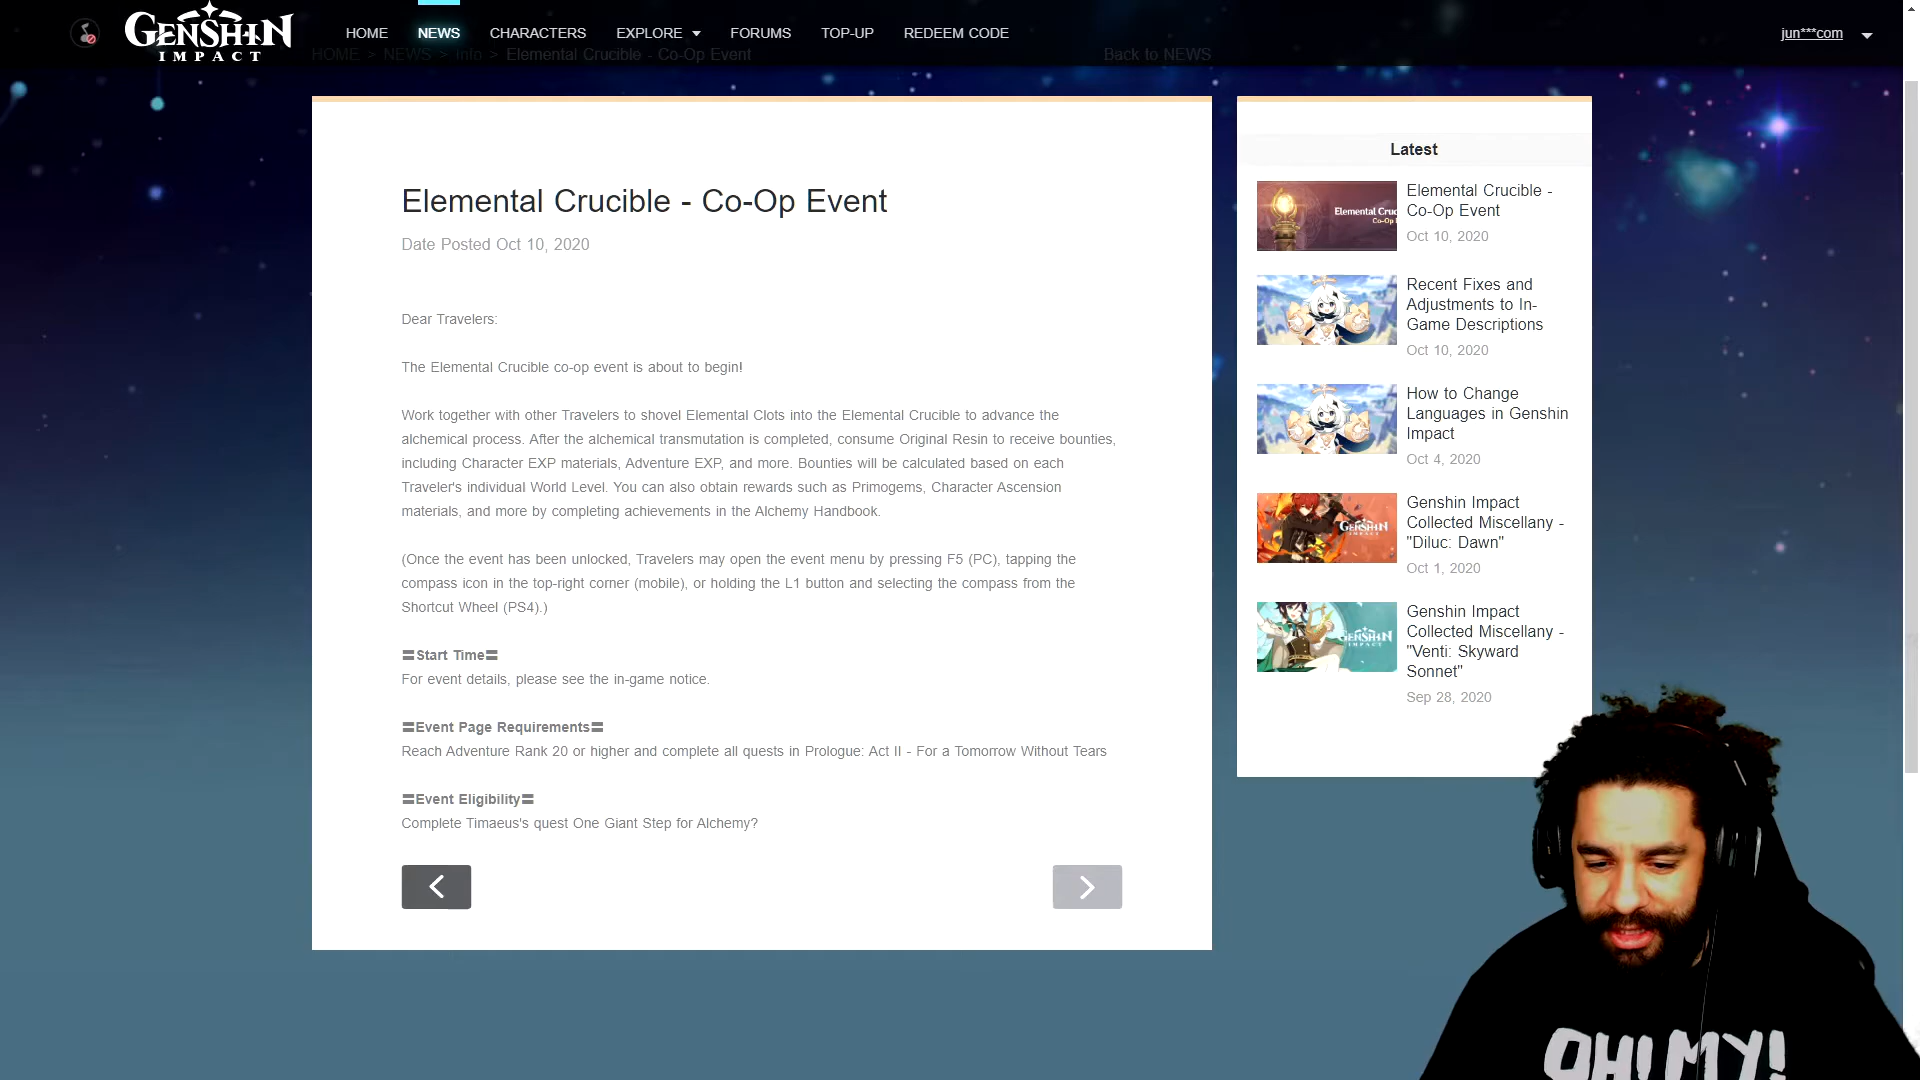 GENSHIN
IMPACT
HOME
NEWS
CHARACTERS
EXPLORE
FORUMS
TOP-UP
REDEEM CODE
jun***com
HOME > NEWS > Info > Elemental Crucible - Co-Op Event
Back to NEWS
Elemental Crucible - Co-Op Event
Date Posted Oct 10, 2020
Dear Travelers:
The Elemental Crucible co-op event is about to begin!
Work together with other Travelers to shovel Elemental Clots into the Elemental Crucible to advance the
alchemical process. After the alchemical transmutation is completed, consume Original Resin to receive bounties,
including Character EXP materials, Adventure EXP, and more. Bounties will be calculated based on each
Traveler's individual World Level. You can also obtain rewards such as Primogems, Character Ascension
materials, and more by completing achievements in the Alchemy Handbook.
(Once the event has been unlocked, Travelers may open the event menu by pressing F5 (PC), tapping the
compass icon in the top-right corner (mobile), or holding the L1 button and selecting the compass from the
Shortcut Wheel (PS4).)
〓Start Time〓
For event details, please see the in-game notice.
〓Event Page Requirements〓
Reach Adventure Rank 20 or higher and complete all quests in Prologue: Act II - For a Tomorrow Without Tears
〓Event Eligibility〓
Complete Timaeus's quest One Giant Step for Alchemy?
Latest
Elemental Cruc
Co-Op
Elemental Crucible -
Co-Op Event
Oct 10, 2020
Recent Fixes and
Adjustments to In-
Game Descriptions
Oct 10, 2020
How to Change
Languages in Genshin
Impact
Oct 4, 2020
GENSHIN
IMPACT
Genshin Impact
Collected Miscellany -
"Diluc: Dawn"
Oct 1, 2020
GENSHIN
IMPACT
Genshin Impact
Collected Miscellany -
"Venti: Skyward
Sonnet"
Sep 28, 2020
OH! MY!